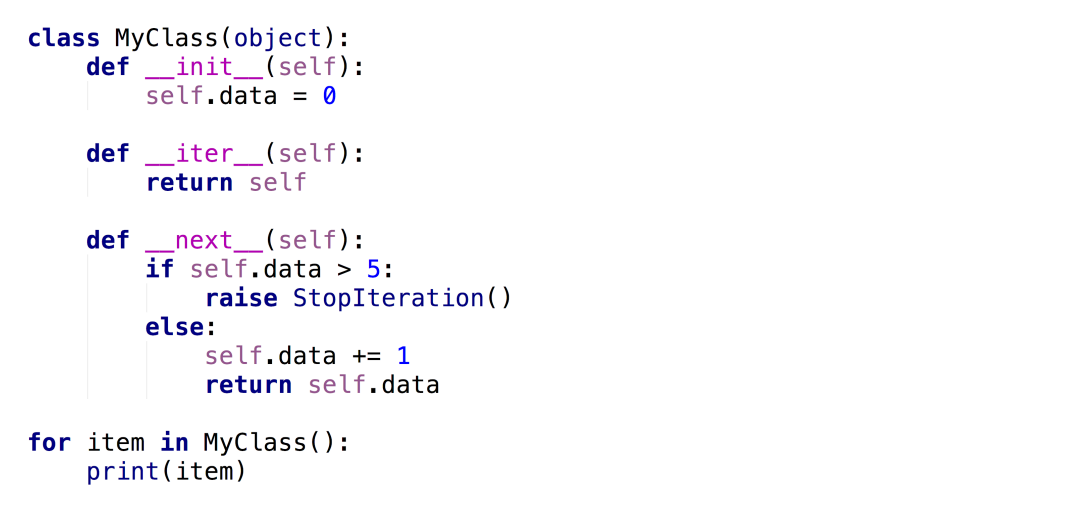 class MyClass(object):
    def __init__(self):
        self.data = 0

    def __iter__(self):
        return self

    def __next__(self):
        if self.data > 5:
            raise StopIteration()
        else:
            self.data += 1
            return self.data

for item in MyClass():
    print(item)